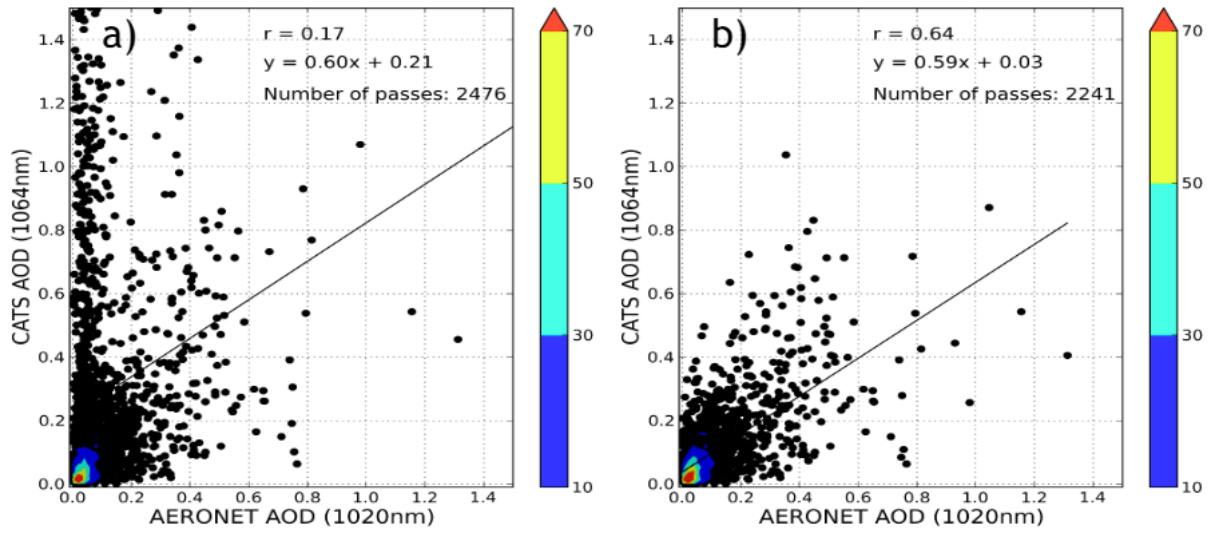 a)
r = 0.17
y = 0.60x + 0.21
Number of passes: 2476
CATS AOD (1064nm)
1.4
1.2
1.0
0.8
0.6
0.4
0.2
0.0
0.0 0.2 0.4 0.6 0.8 1.0 1.2 1.4
AERONET AOD (1020nm)
70
50
30
10
b)
r = 0.64
y = 0.59x + 0.03
Number of passes: 2241
CATS AOD (1064nm)
1.4
1.2
1.0
0.8
0.6
0.4
0.2
0.0
0.0 0.2 0.4 0.6 0.8 1.0 1.2 1.4
AERONET AOD (1020nm)
70
50
30
10